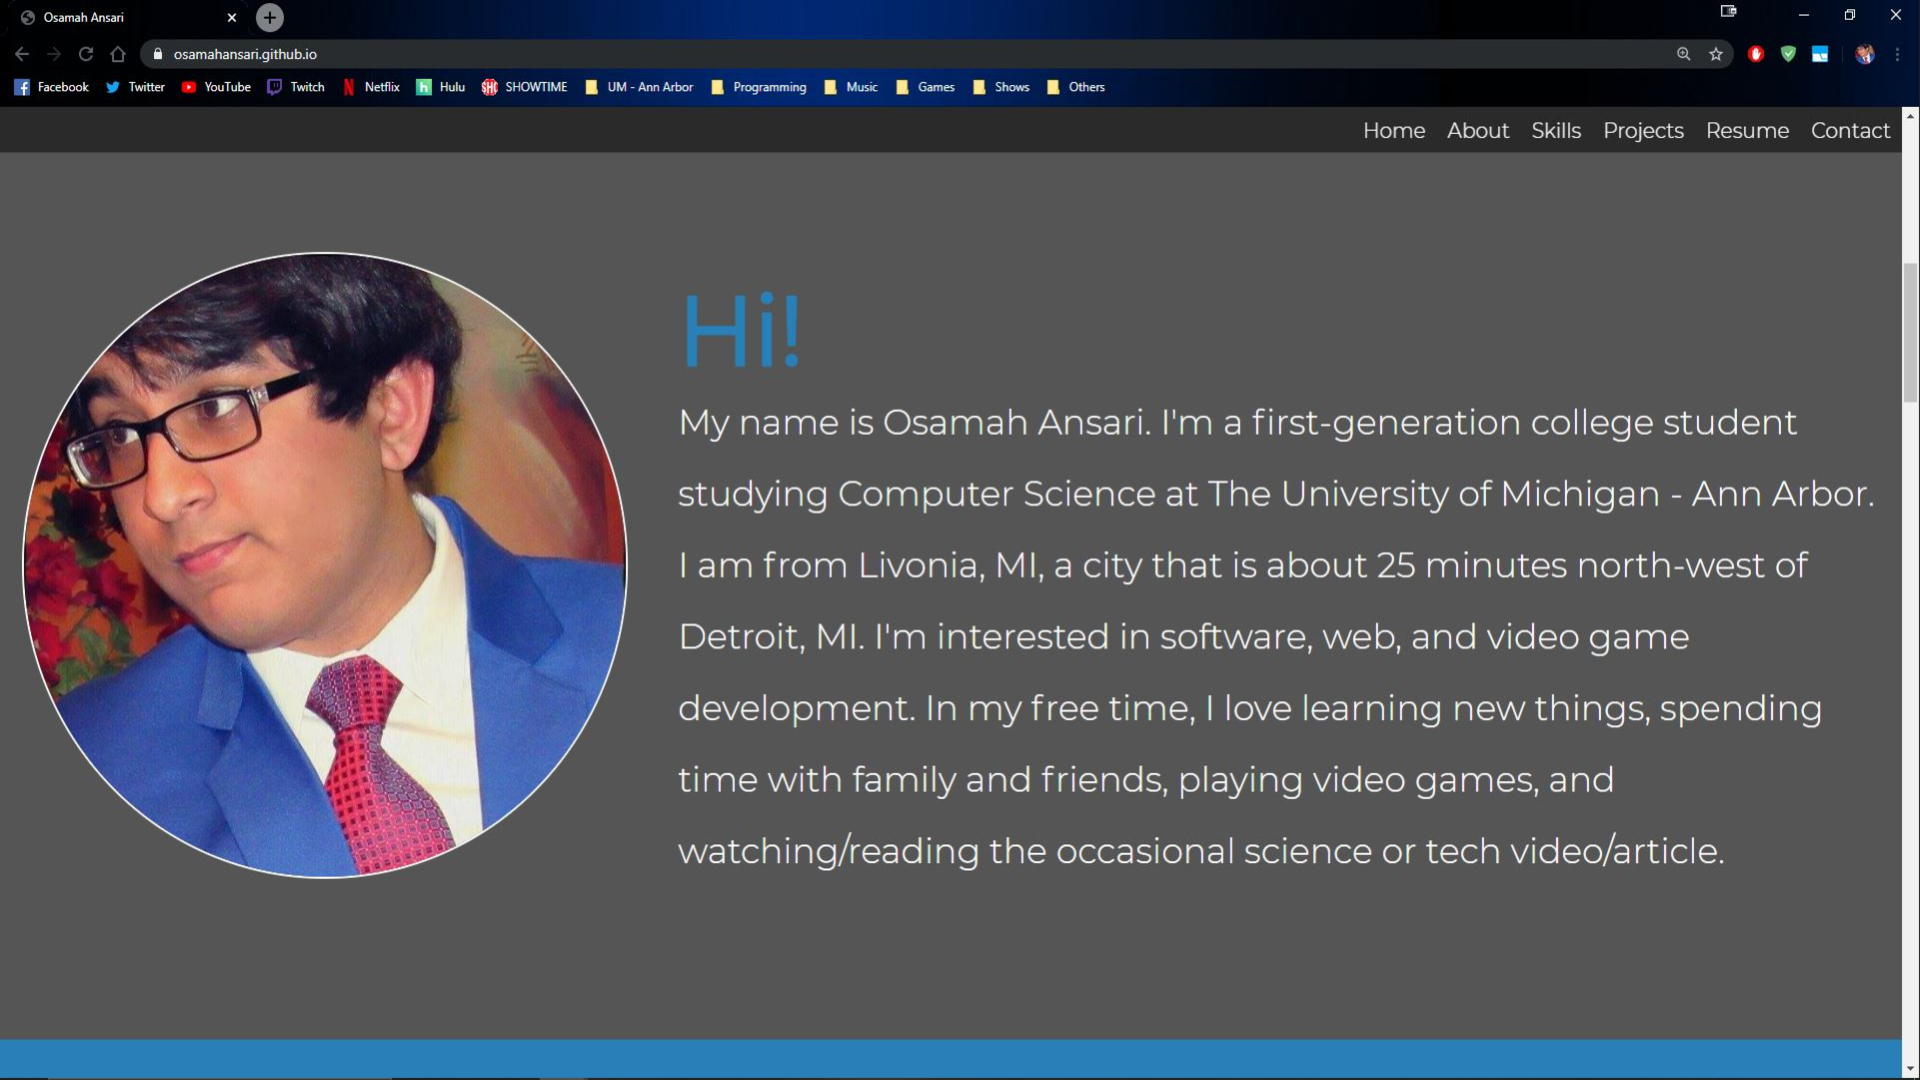 Osamah Ansari
osamahansari.github.io
Facebook Twitter YouTube Twitch Netflix Hulu SHOWTIME UM - Ann Arbor Programming Music Games Shows Others
Home About Skills Projects Resume Contact
Hi!
My name is Osamah Ansari. I'm a first-generation college student
studying Computer Science at The University of Michigan - Ann Arbor.
I am from Livonia, MI, a city that is about 25 minutes north-west of
Detroit, MI. I'm interested in software, web, and video game
development. In my free time, I love learning new things, spending
time with family and friends, playing video games, and
watching/reading the occasional science or tech video/article.